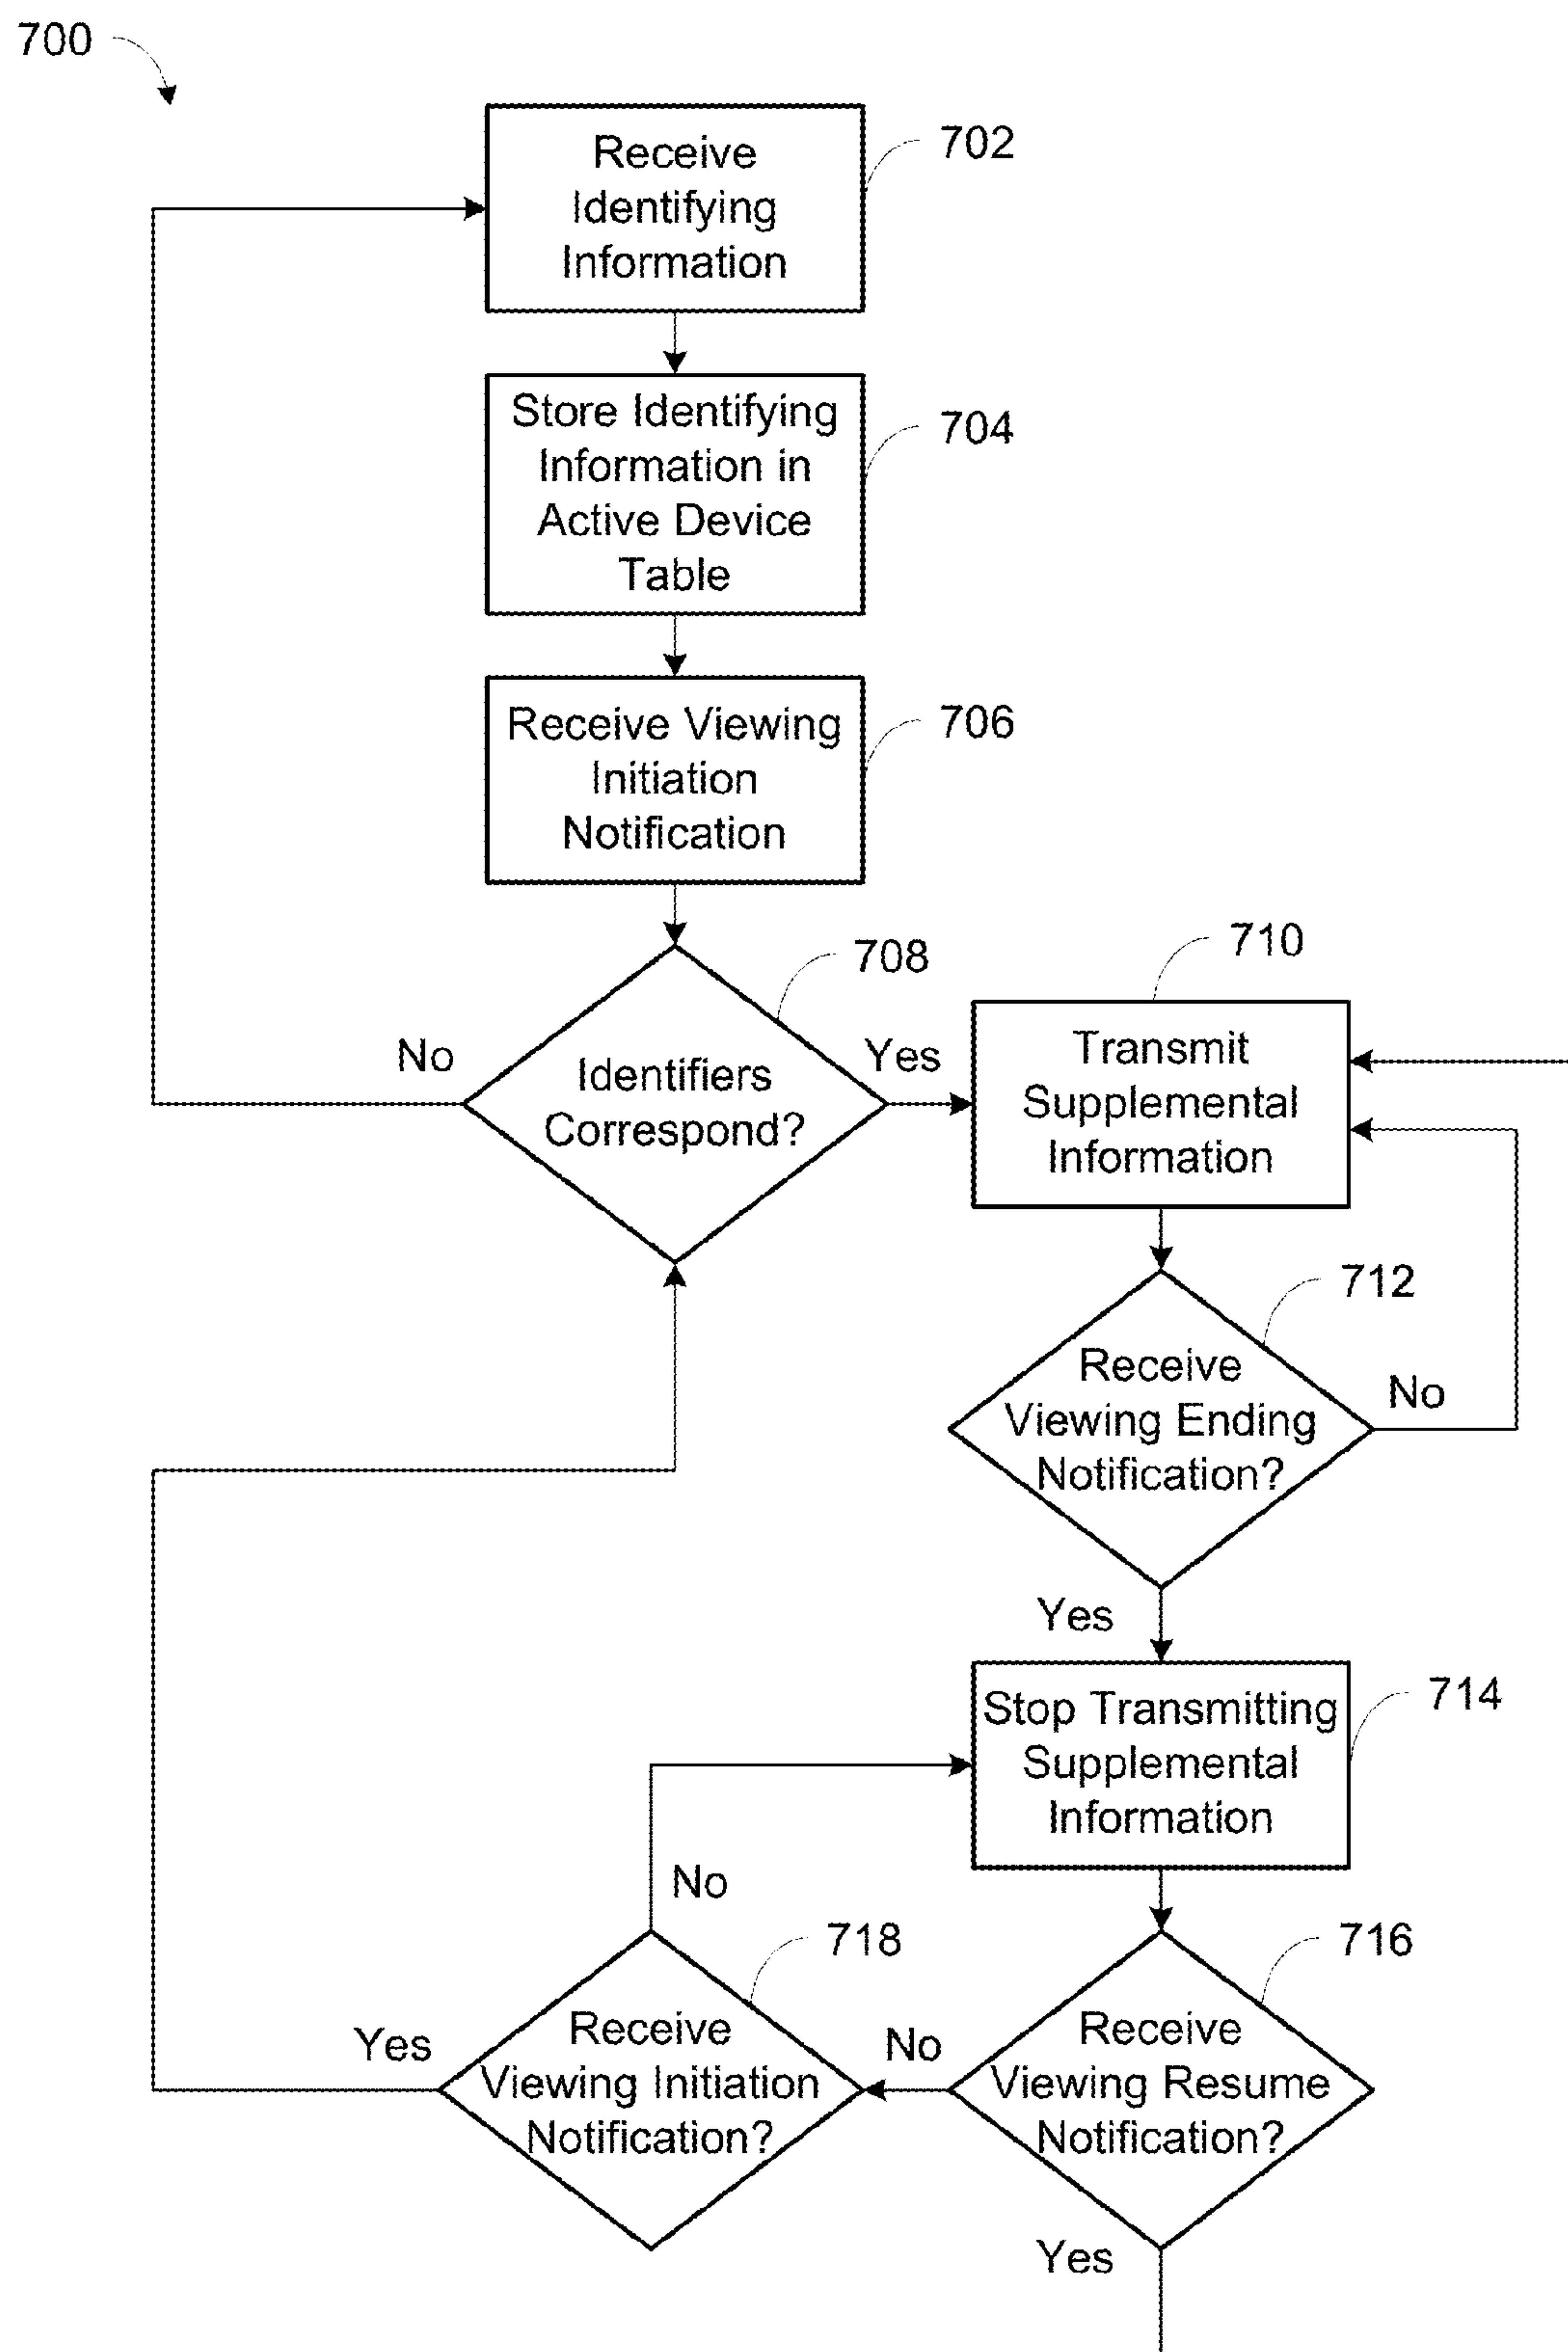 700
Receive
Identifying
Information
702
Store Identifying
Information in
Active Device
Table
704
Receive Viewing
Initiation
Notification
706
708
Identifiers
Correspond?
No
Yes
710
Transmit
Supplemental
Information
712
Receive
Viewing Ending
Notification?
No
Yes
Stop Transmitting
Supplemental
Information
714
716
Receive
Viewing Resume
Notification?
No
Yes
718
Receive
Viewing Initiation
Notification?
No
Yes